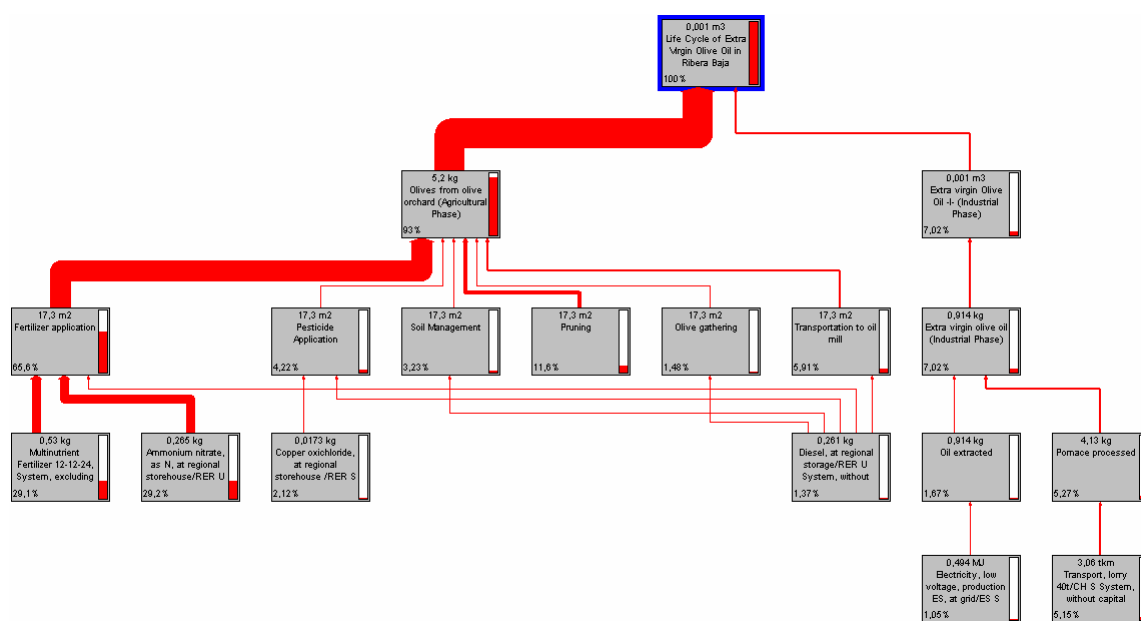 0,001 m3
Life Cycle of Extra
Virgin Olive Oil in
Ribera Baja
100 %
5,2 kg
Olives from olive
orchard (Agricultural
Phase)
93 %
0,001 m3
Extra virgin Olive
Oil -I- (Industrial
Phase)
7,02 %
17,3 m2
Fertilizer application
65,6 %
17,3 m2
Pesticide
Application
4,22 %
17,3 m2
Soil Management
3,23 %
17,3 m2
Pruning
11,6 %
17,3 m2
Olive gathering
1,48 %
17,3 m2
Transportation to oil
mill
5,91 %
0,914 kg
Extra virgin olive oil
(Industrial Phase)
7,02 %
0,53 kg
Multinutrient
Fertilizer 12-12-24,
System, excluding
29,1 %
0,265 kg
Ammonium nitrate,
as N, at regional
storehouse/RER U
29,2 %
0,0173 kg
Copper oxichloride,
at regional
storehouse /RER S
2,12 %
0,261 kg
Diesel, at regional
storage/RER U
System, without
1,37 %
0,914 kg
Oil extracted
1,67 %
4,13 kg
Pomace processed
5,27 %
0,494 MJ
Electricity, low
voltage, production
ES, at grid/ES S
1,05 %
3,06 tkm
Transport, lorry
40t/CH S System,
without capital
5,15 %